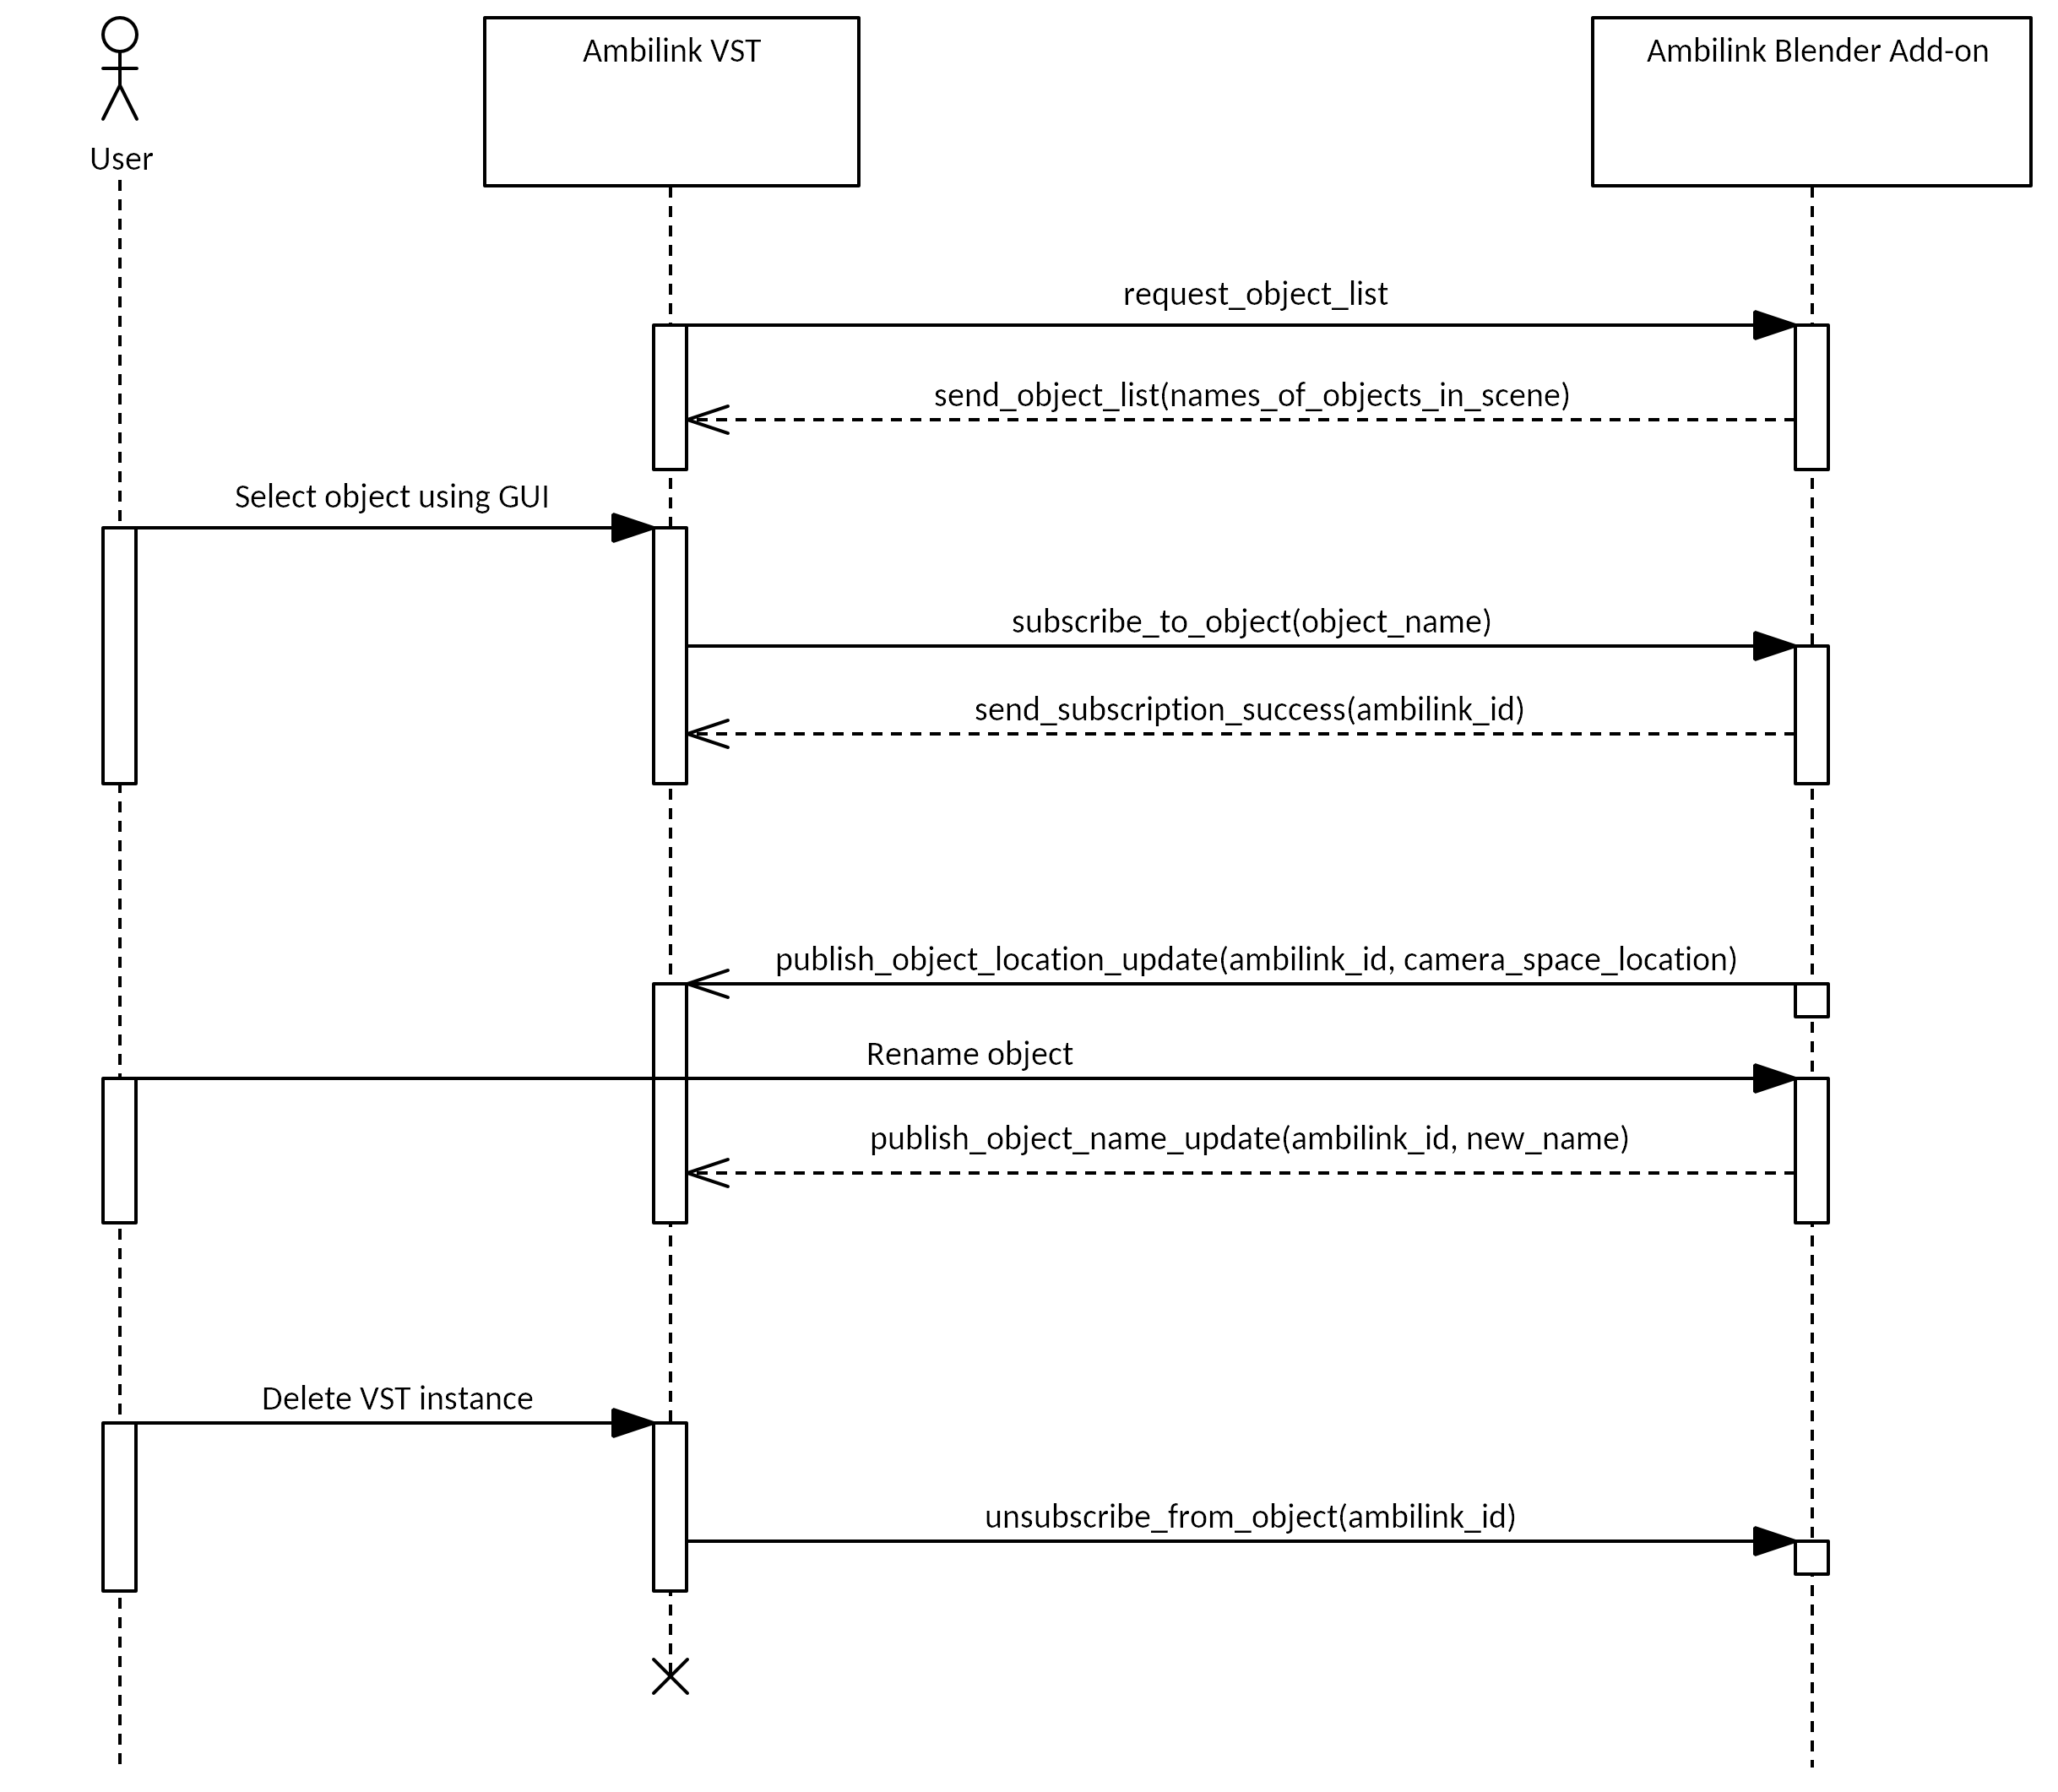 User
Ambilink VST
Ambilink Blender Add-on
request_object_list
send_object_list(names_of_objects_in_scene)
Select object using GUI
subscribe_to_object(object_name)
send_subscription_success(ambilink_id)
publish_object_location_update(ambilink_id, camera_space_location)
Rename object
publish_object_name_update(ambilink_id, new_name)
Delete VST instance
unsubscribe_from_object(ambilink_id)